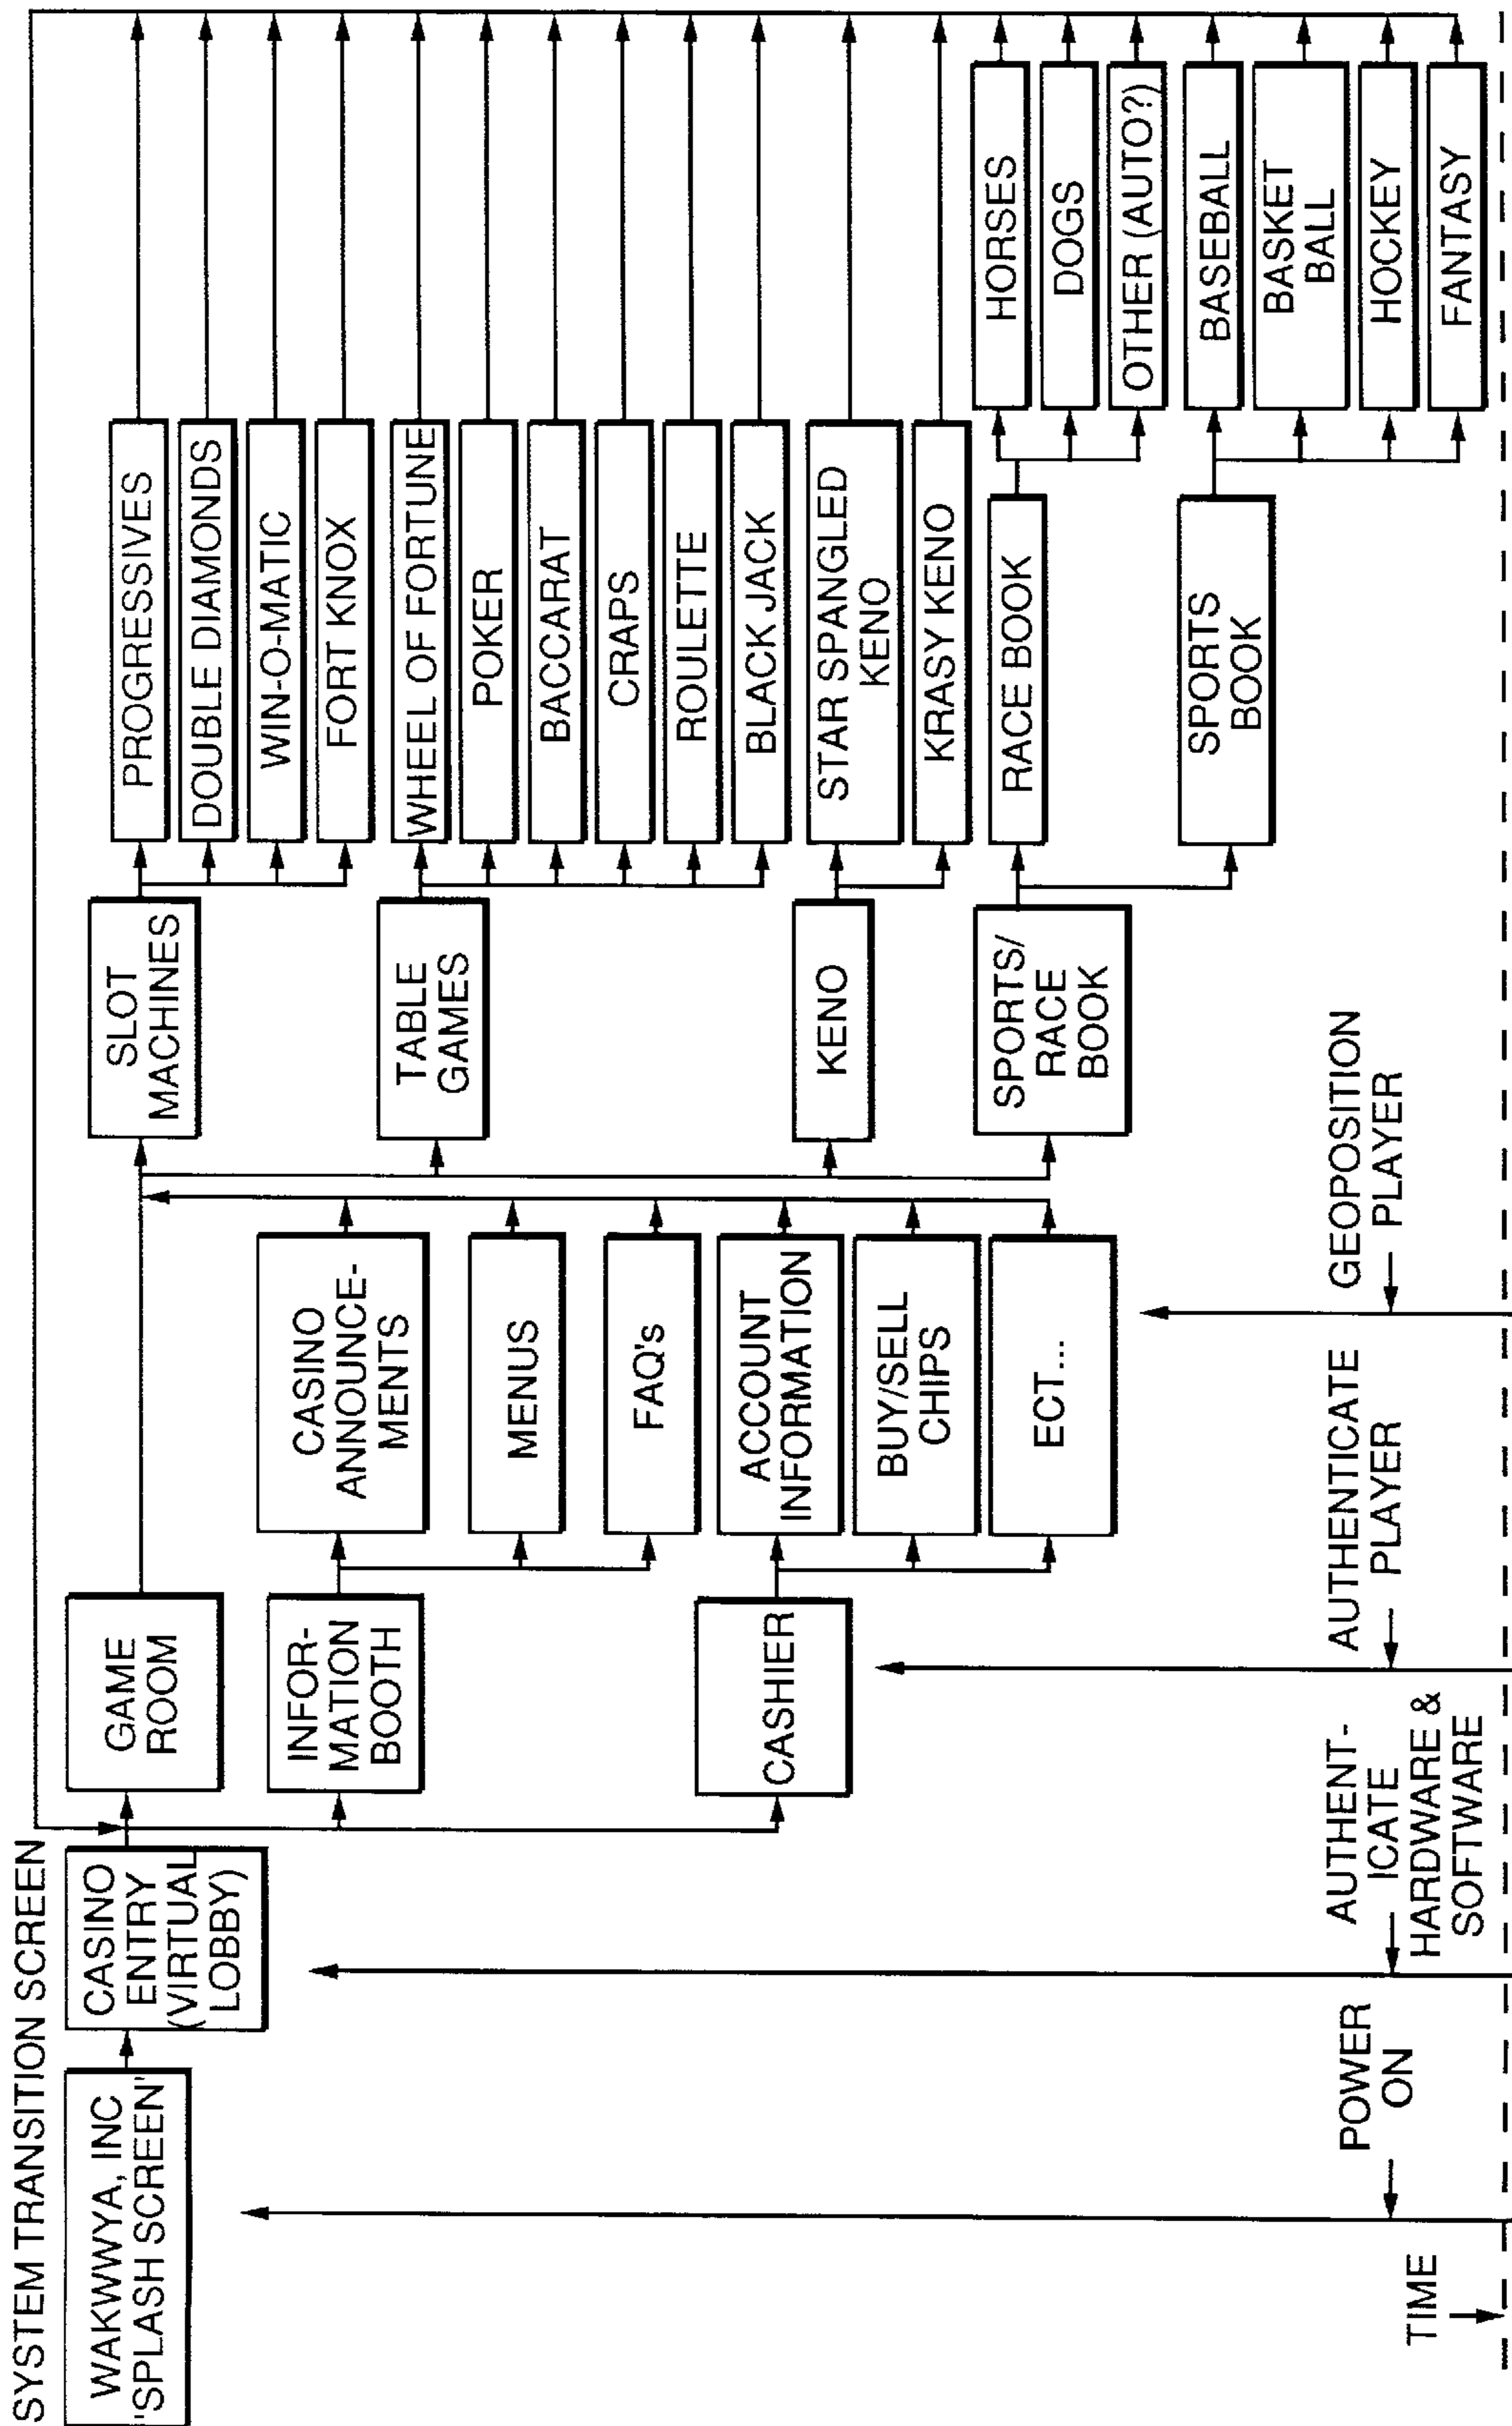 SYSTEM TRANSITION SCREEN
WAKWWYA, INC
'SPLASH SCREEN'
CASINO
ENTRY
(VIRTUAL
LOBBY)
GAME
ROOM
INFOR-
MATION
BOOTH
CASHIER
CASINO
ANNOUNCE-
MENTS
MENUS
FAQ's
ACCOUNT
INFORMATION
BUY/SELL
CHIPS
ECT...
SLOT
MACHINES
TABLE
GAMES
KENO
SPORTS/
RACE
BOOK
PROGRESSIVES
DOUBLE DIAMONDS
WIN-O-MATIC
FORT KNOX
WHEEL OF FORTUNE
POKER
BACCARAT
CRAPS
ROULETTE
BLACK JACK
STAR SPANGLED
KENO
KRASY KENO
RACE BOOK
SPORTS
BOOK
HORSES
DOGS
OTHER (AUTO?)
BASEBALL
BASKET
BALL
HOCKEY
FANTASY
TIME
POWER
ON
AUTHENT-
ICATE
HARDWARE &
SOFTWARE
AUTHENTICATE
PLAYER
GEOPOSITION
PLAYER